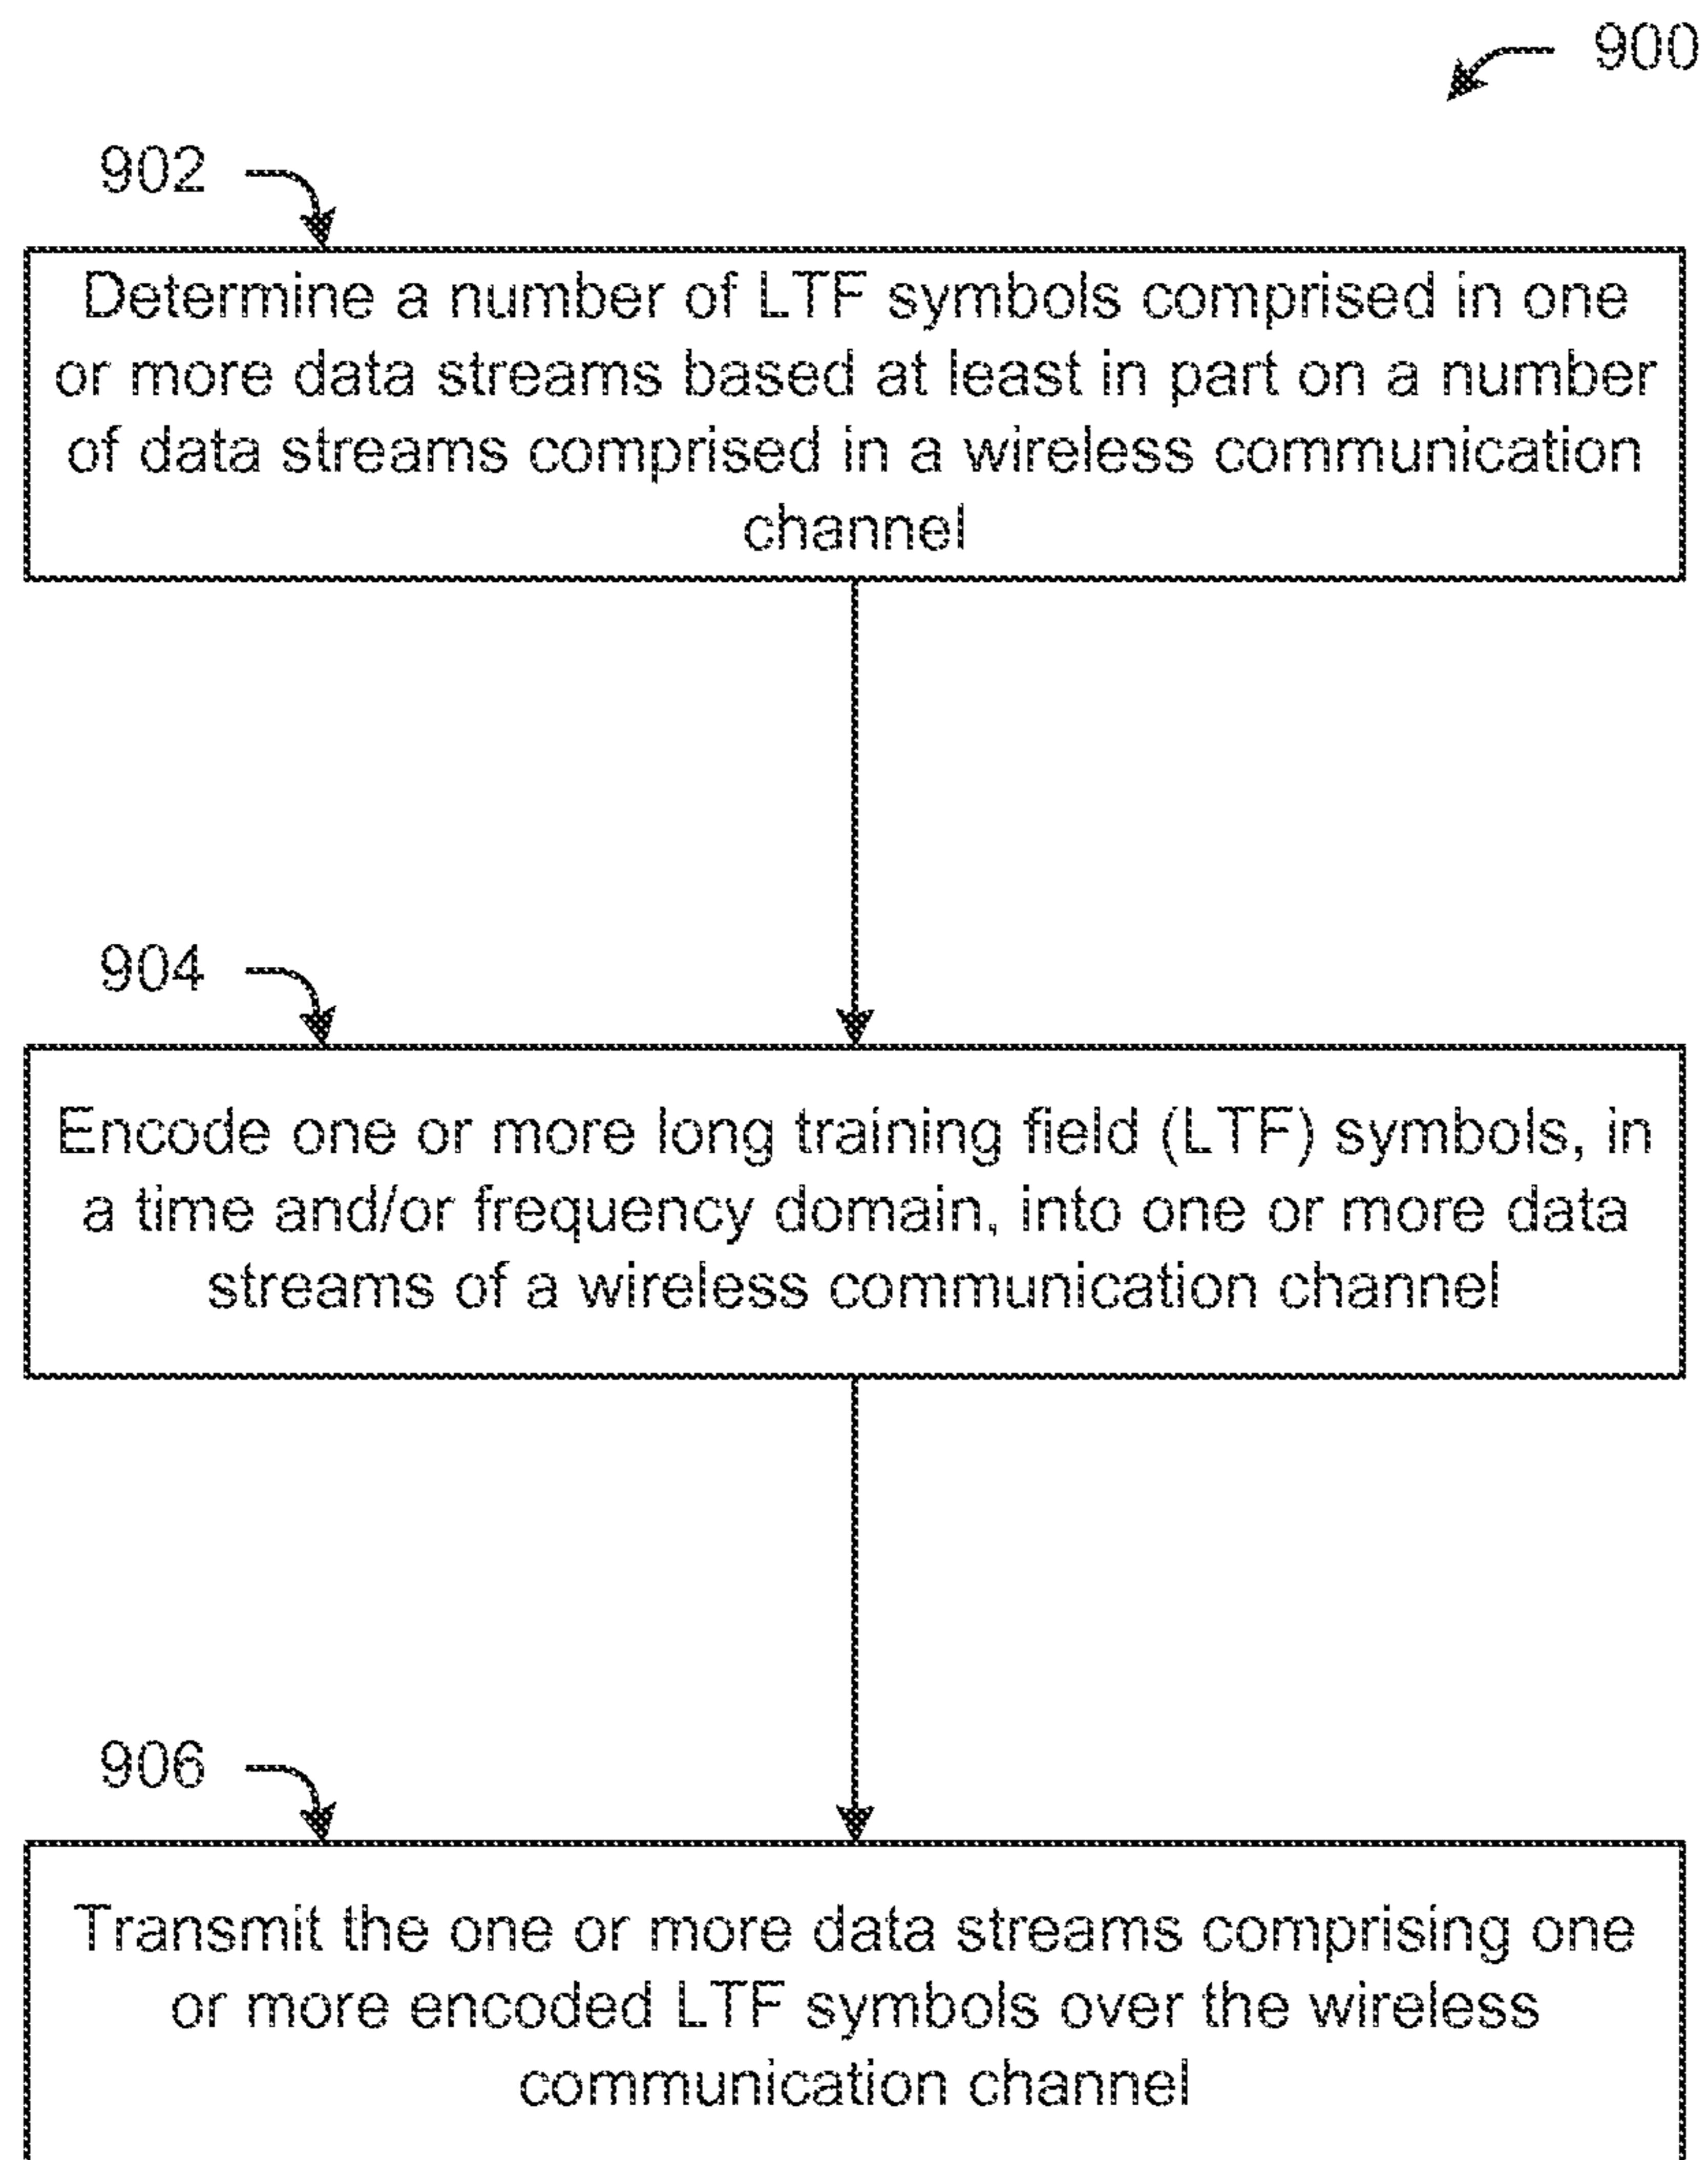 900
902
Determine a number of LTF symbols comprised in one
or more data streams based at least in part on a number
of data streams comprised in a wireless communication
channel
904
Encode one or more long training field (LTF) symbols, in
a time and/or frequency domain, into one or more data
streams of a wireless communication channel
906
Transmit the one or more data streams comprising one
or more encoded LTF symbols over the wireless
communication channel